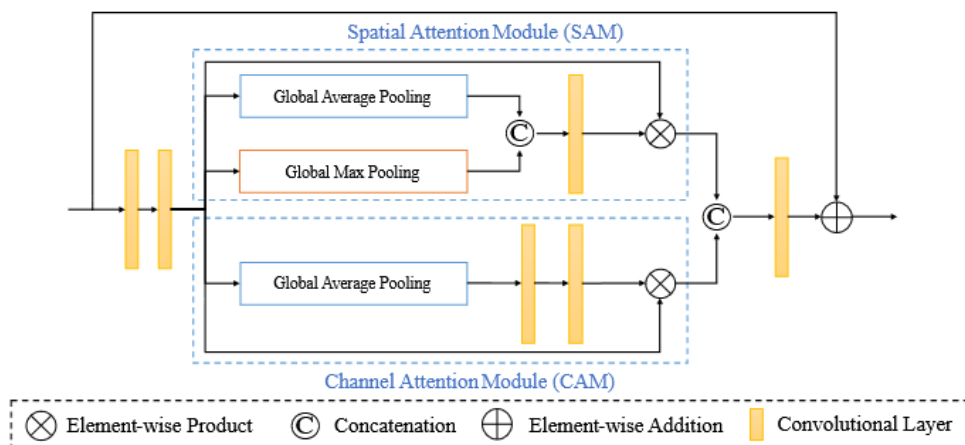 Spatial Attention Module (SAM)
Global Average Pooling
C
Global Max Pooling
C
Global Average Pooling
Channel Attention Module (CAM)
Element-wise Product
C Concatenation
Element-wise Addition
Convolutional Layer